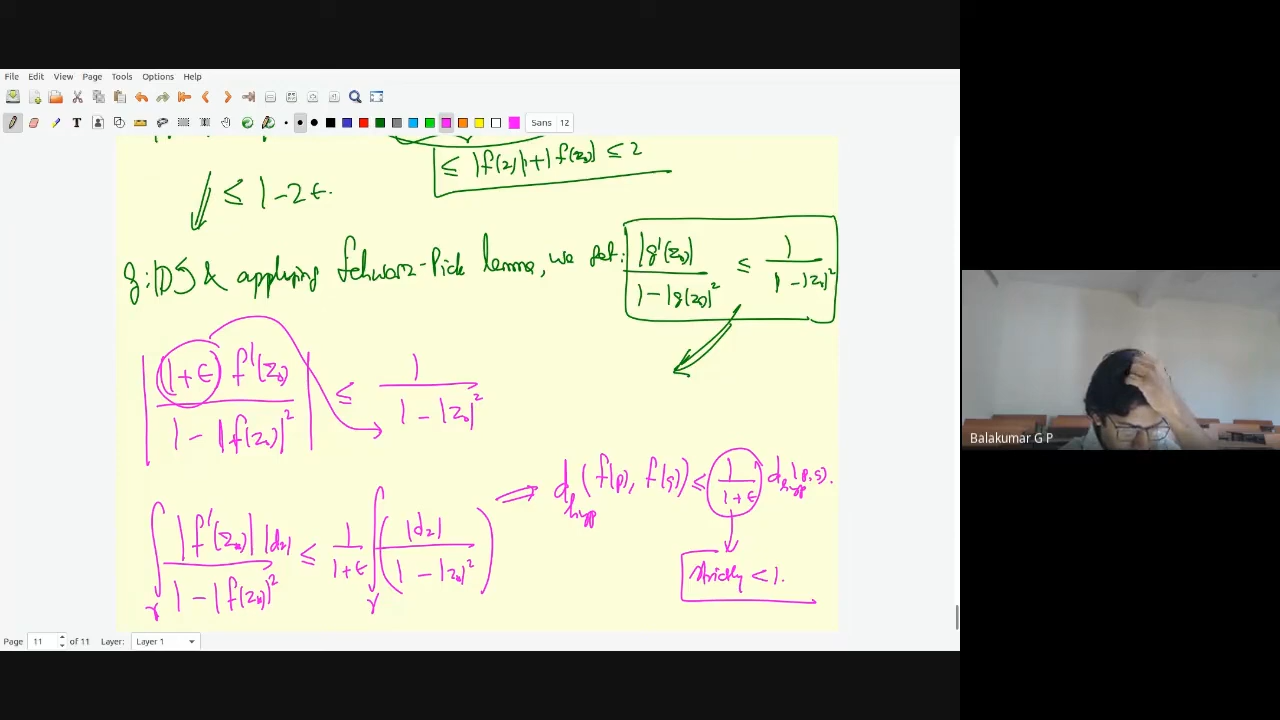 File Edit View Page Tools Options Help
Sans 12
≤ |f(z)| + |f(z₀)| ≤ 2
≤ 1 - 2ϵ.
g: 𝔻↺ & applying Schwarz-Pick lemma, we get: |g'(z₀)| / (1 - |g(z₀)|²) ≤ 1 / (1 - |z₀|²)
| (1+ϵ) f'(z₀) / (1 - |f(z₀)|²) | ≤ 1 / (1 - |z₀|²)
∫_γ |f'(z₀)| |dz| / (1 - |f(z₀)|²) ≤ 1/(1+ϵ) ∫_γ ( |dz| / (1 - |z₀|²) ) ⟹ d_hyp (f(p), f(q)) ≤ 1/(1+ϵ) d_hyp (p, q).
strictly < 1.
Balakumar G P
Page 11 of 11 Layer: Layer 1